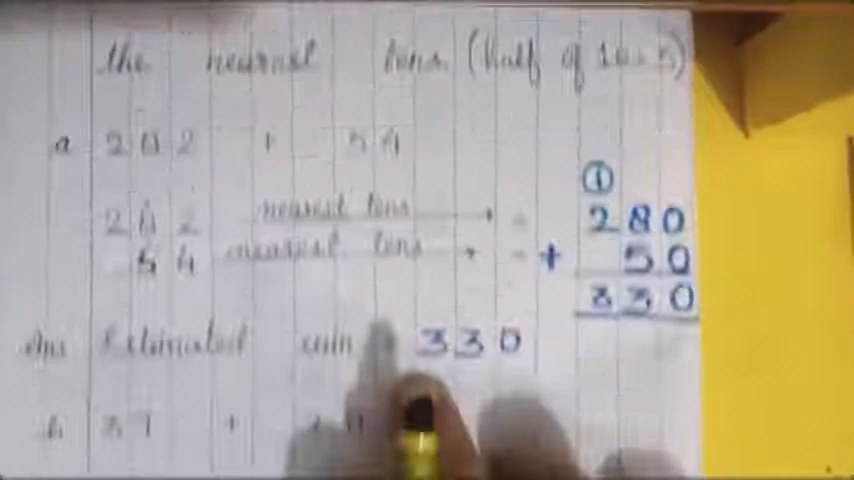 the nearest tens (half of tens)
a 282 + 54
①
282 nearest tens → = 280
54 nearest tens → = + 50
330
Ans Estimated sum 330
b. 37 +